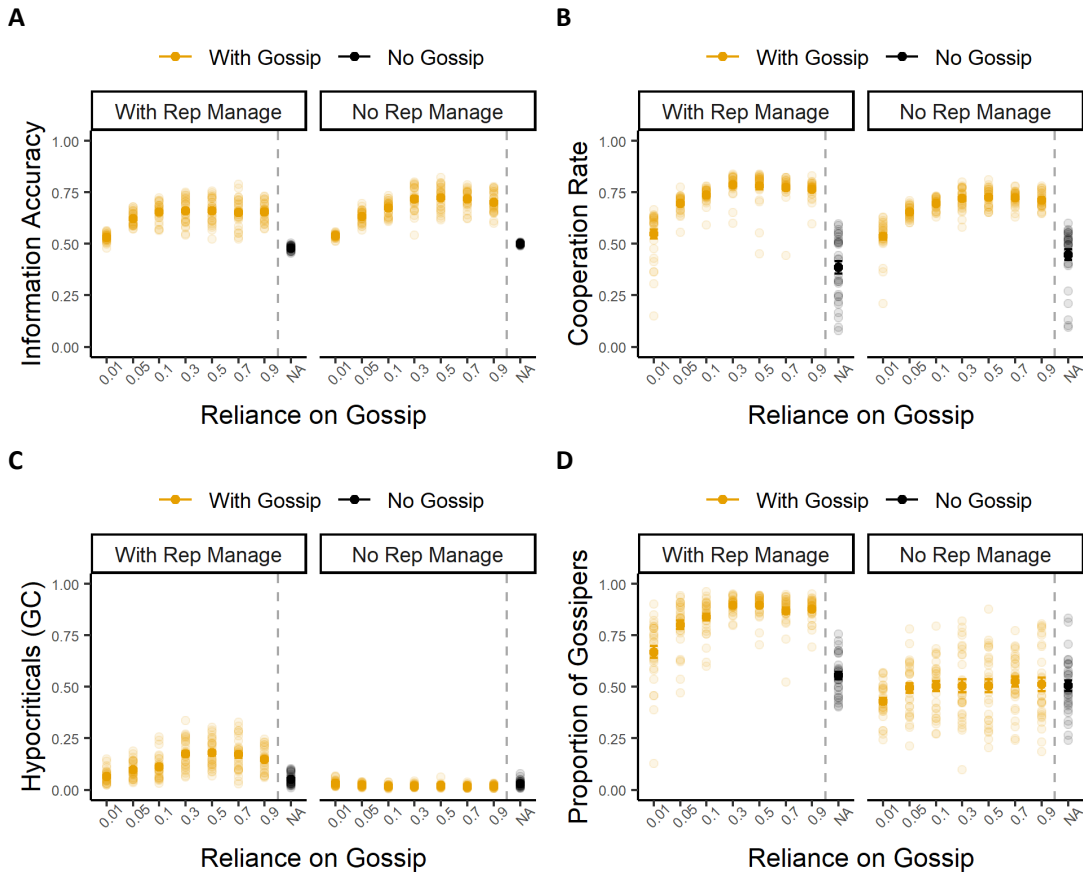 A
With Gossip No Gossip
With Rep Manage No Rep Manage
Information Accuracy
1.00
0.75
0.50
0.25
0.00
0.01 0.05 0.1 0.3 0.5 0.7 0.9 NA 0.01 0.05 0.1 0.3 0.5 0.7 0.9 NA
Reliance on Gossip
B
With Gossip No Gossip
With Rep Manage No Rep Manage
Cooperation Rate
1.00
0.75
0.50
0.25
0.00
0.01 0.05 0.1 0.3 0.5 0.7 0.9 NA 0.01 0.05 0.1 0.3 0.5 0.7 0.9 NA
Reliance on Gossip
C
With Gossip No Gossip
With Rep Manage No Rep Manage
Hypocriticals (GC)
1.00
0.75
0.50
0.25
0.00
0.01 0.05 0.1 0.3 0.5 0.7 0.9 NA 0.01 0.05 0.1 0.3 0.5 0.7 0.9 NA
Reliance on Gossip
D
With Gossip No Gossip
With Rep Manage No Rep Manage
Proportion of Gossipers
1.00
0.75
0.50
0.25
0.00
0.01 0.05 0.1 0.3 0.5 0.7 0.9 NA 0.01 0.05 0.1 0.3 0.5 0.7 0.9 NA
Reliance on Gossip